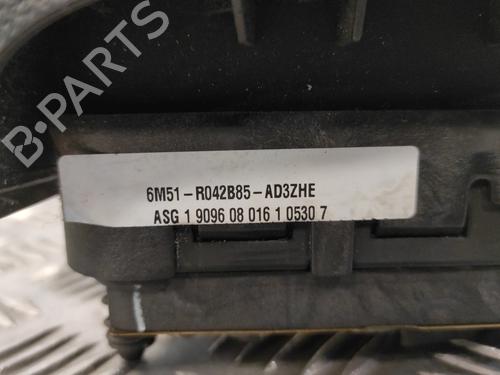 B-PARTS
6M51-R042B85-AD3ZHE
ASG 1 9096 08 016 1 0530 7